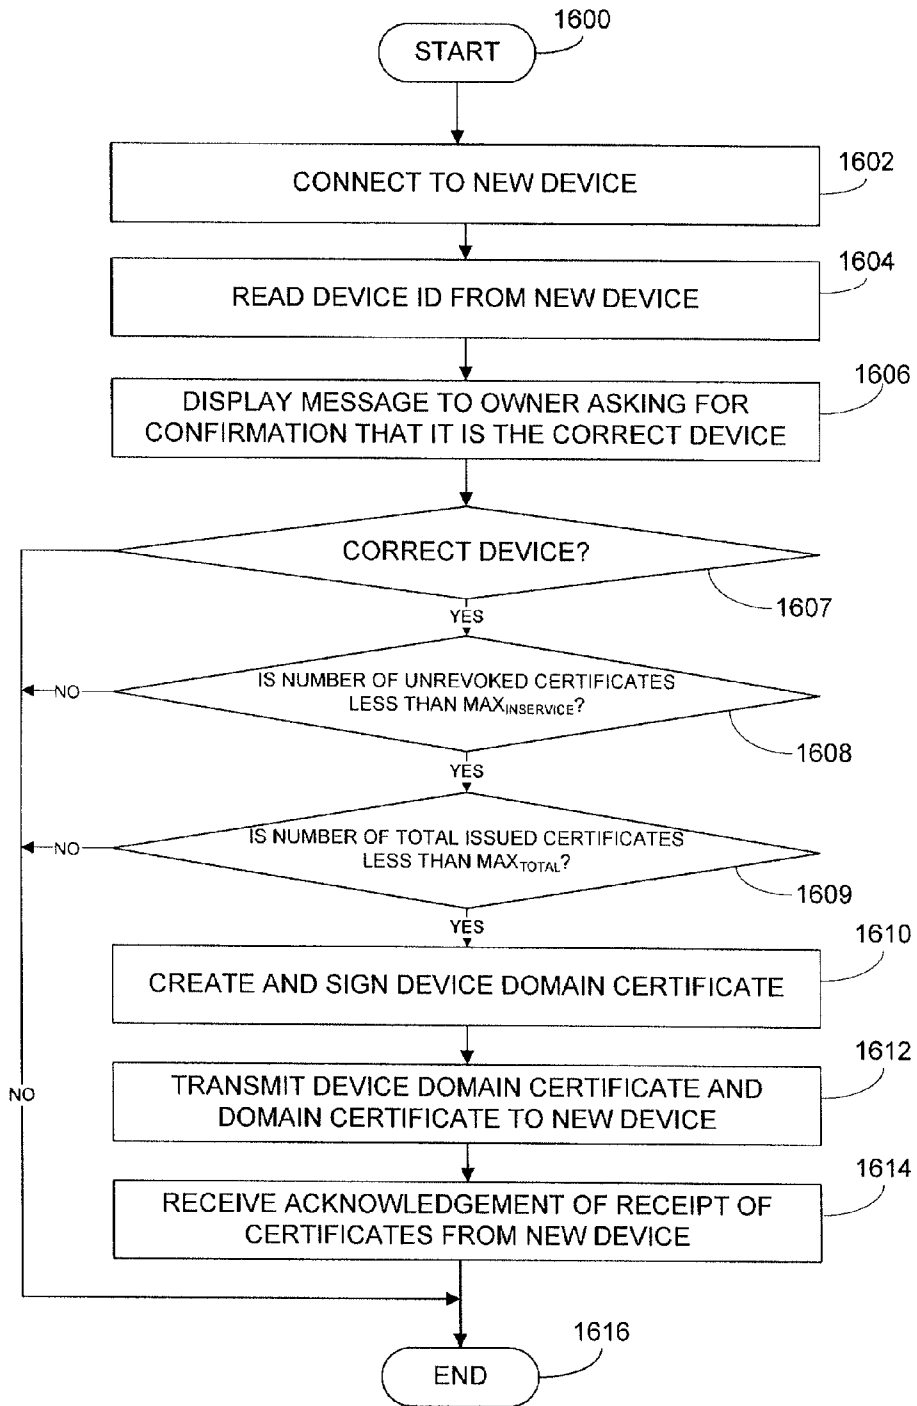 1600
START
1602
CONNECT TO NEW DEVICE
1604
READ DEVICE ID FROM NEW DEVICE
1606
DISPLAY MESSAGE TO OWNER ASKING FOR
CONFIRMATION THAT IT IS THE CORRECT DEVICE
CORRECT DEVICE?
1607
YES
IS NUMBER OF UNREVOKED CERTIFICATES
LESS THAN MAXINSERVICE?
NO
1608
YES
IS NUMBER OF TOTAL ISSUED CERTIFICATES
LESS THAN MAXTOTAL?
NO
1609
YES
1610
CREATE AND SIGN DEVICE DOMAIN CERTIFICATE
1612
TRANSMIT DEVICE DOMAIN CERTIFICATE AND
DOMAIN CERTIFICATE TO NEW DEVICE
NO
1614
RECEIVE ACKNOWLEDGEMENT OF RECEIPT OF
CERTIFICATES FROM NEW DEVICE
1616
END